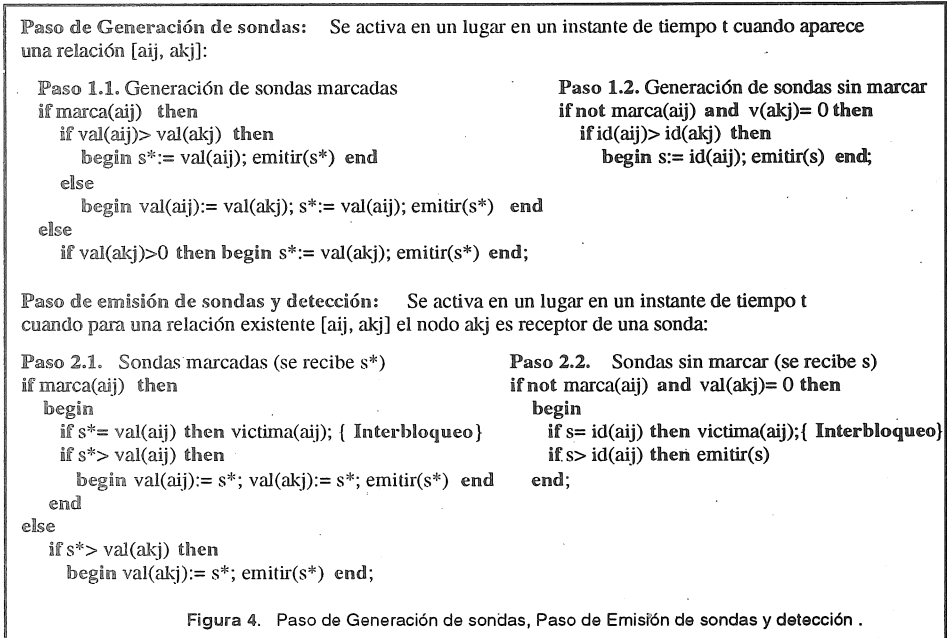 Paso de Generación de sondas: Se activa en un lugar en un instante de tiempo t cuando aparece
una relación [aij, akj]:
Paso 1.1. Generación de sondas marcadas
if marca(aij) then
if val(aij)> val(akj) then
begin s*:= val(aij); emitir(s*) end
else
begin val(aij):= val(akj); s*:= val(aij); emitir(s*) end
else
if val(akj)>0 then begin s*:= val(akj); emitir(s*) end;
Paso 1.2. Generación de sondas sin marcar
if not marca(aij) and v(akj)= 0 then
if id(aij)> id(akj) then
begin s:= id(aij); emitir(s) end;
Paso de emisión de sondas y detección: Se activa en un lugar en un instante de tiempo t
cuando para una relación existente [aij, akj] el nodo akj es receptor de una sonda:
Paso 2.1. Sondas marcadas (se recibe s*)
if marca(aij) then
begin
if s*= val(aij) then victima(aij); { Interbloqueo}
if s*> val(aij) then
begin val(aij):= s*; val(akj):= s*; emitir(s*) end
end
else
if s*> val(akj) then
begin val(akj):= s*; emitir(s*) end;
Paso 2.2. Sondas sin marcar (se recibe s)
if not marca(aij) and val(akj)= 0 then
begin
if s= id(aij) then victima(aij);{ Interbloqueo}
if s> id(aij) then emitir(s)
end;
Figura 4. Paso de Generación de sondas, Paso de Emisión de sondas y detección .